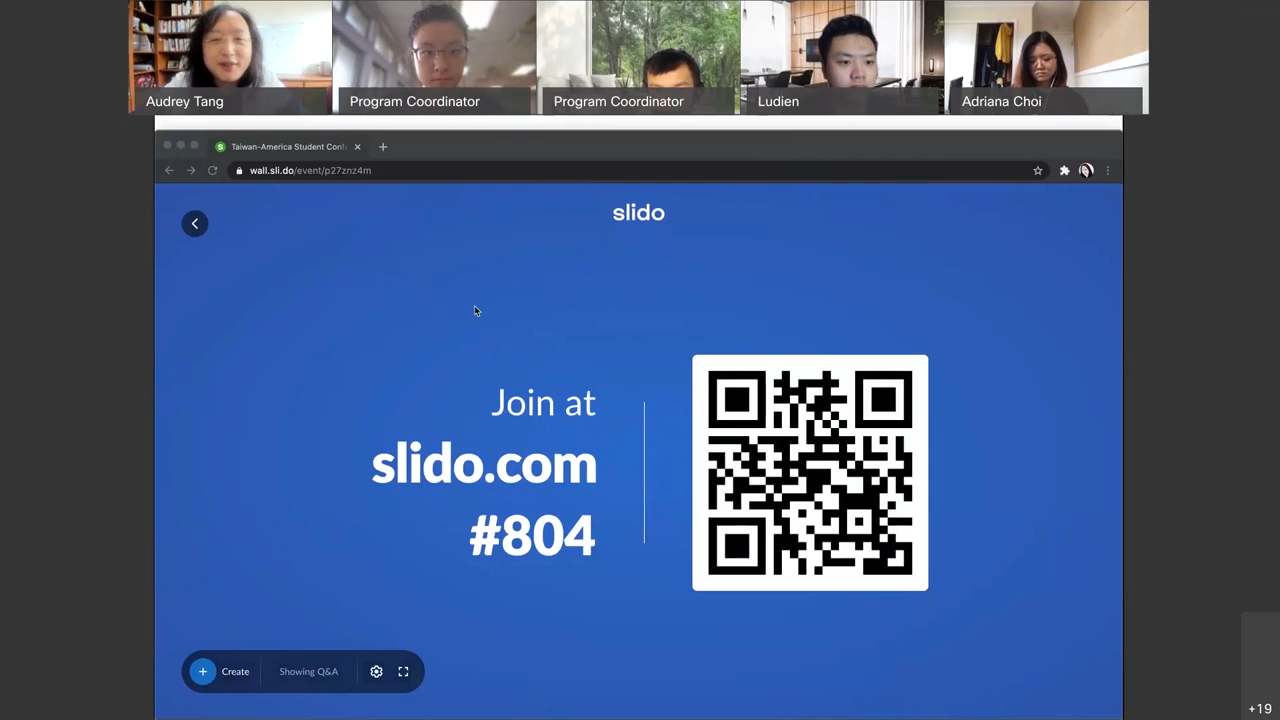 Audrey Tang
Program Coordinator
Program Coordinator
Ludien
Adriana Choi
Taiwan-America Student Conf
wall.sli.do/event/p27znz4m
slido
Join at
slido.com
#804
Create
Showing Q&A
+19